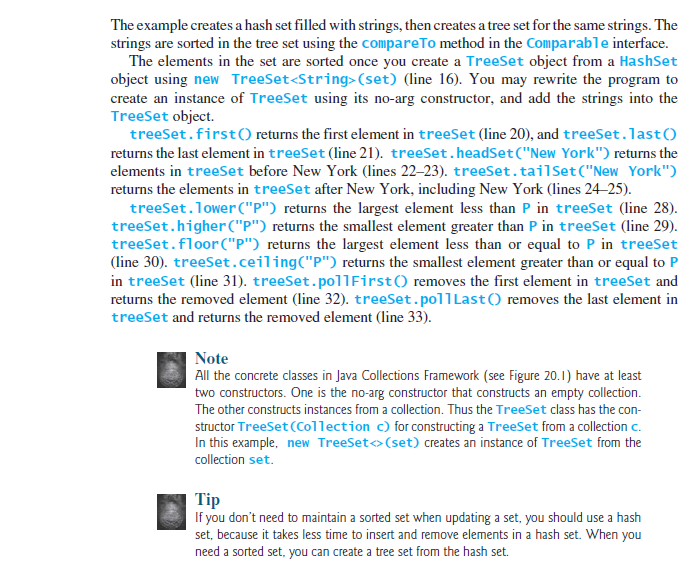 The example creates a hash set filled with strings, then creates a tree set for the same strings. The
strings are sorted in the tree set using the compareTo method in the Comparable interface.
The elements in the set are sorted once you create a TreeSet object from a HashSet
object using new TreeSet<String>(set) (line 16). You may rewrite the program to
create an instance of TreeSet using its no-arg constructor, and add the strings into the
TreeSet object.
treeSet.first() returns the first element in treeSet (line 20), and treeSet.last()
returns the last element in treeSet (line 21). treeSet.headSet("New York") returns the
elements in treeSet before New York (lines 22–23). treeSet.tailSet("New York")
returns the elements in treeSet after New York, including New York (lines 24–25).
treeSet.lower("P") returns the largest element less than P in treeSet (line 28).
treeSet.higher("P") returns the smallest element greater than P in treeSet (line 29).
treeSet.floor("P") returns the largest element less than or equal to P in treeSet
(line 30). treeSet.ceiling("P") returns the smallest element greater than or equal to P
in treeSet (line 31). treeSet.pollFirst() removes the first element in treeSet and
returns the removed element (line 32). treeSet.pollLast() removes the last element in
treeSet and returns the removed element (line 33).
Note
All the concrete classes in Java Collections Framework (see Figure 20.1) have at least
two constructors. One is the no-arg constructor that constructs an empty collection.
The other constructs instances from a collection. Thus the TreeSet class has the con-
structor TreeSet(Collection c) for constructing a TreeSet from a collection c.
In this example, new TreeSet<>(set) creates an instance of TreeSet from the
collection set.
Tip
If you don't need to maintain a sorted set when updating a set, you should use a hash
set, because it takes less time to insert and remove elements in a hash set. When you
need a sorted set, you can create a tree set from the hash set.